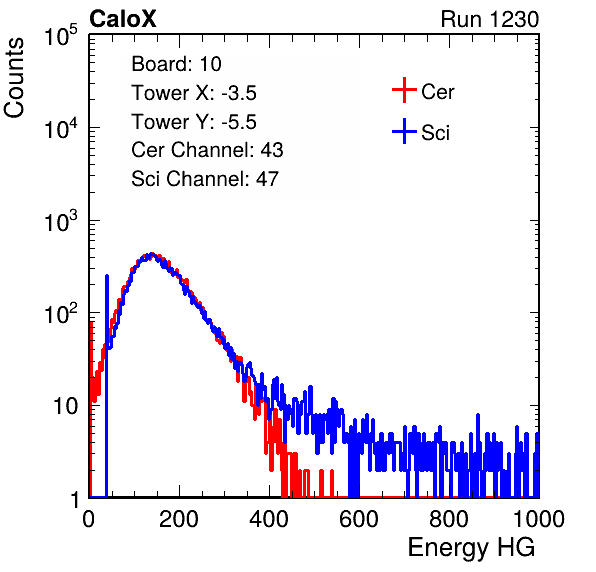 CaloX Run 1230
Counts
10^5
Board: 10
Tower X: -3.5
Tower Y: -5.5
Cer Channel: 43
Sci Channel: 47
Cer
Sci
10^4
10^3
10^2
10
1
0 200 400 600 800 1000
Energy HG